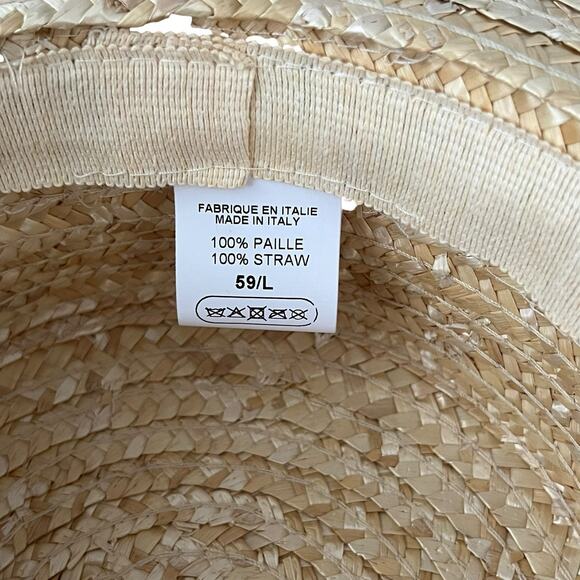 FABRIQUE EN ITALIE
MADE IN ITALY
100% PAILLE
100% STRAW
59/L